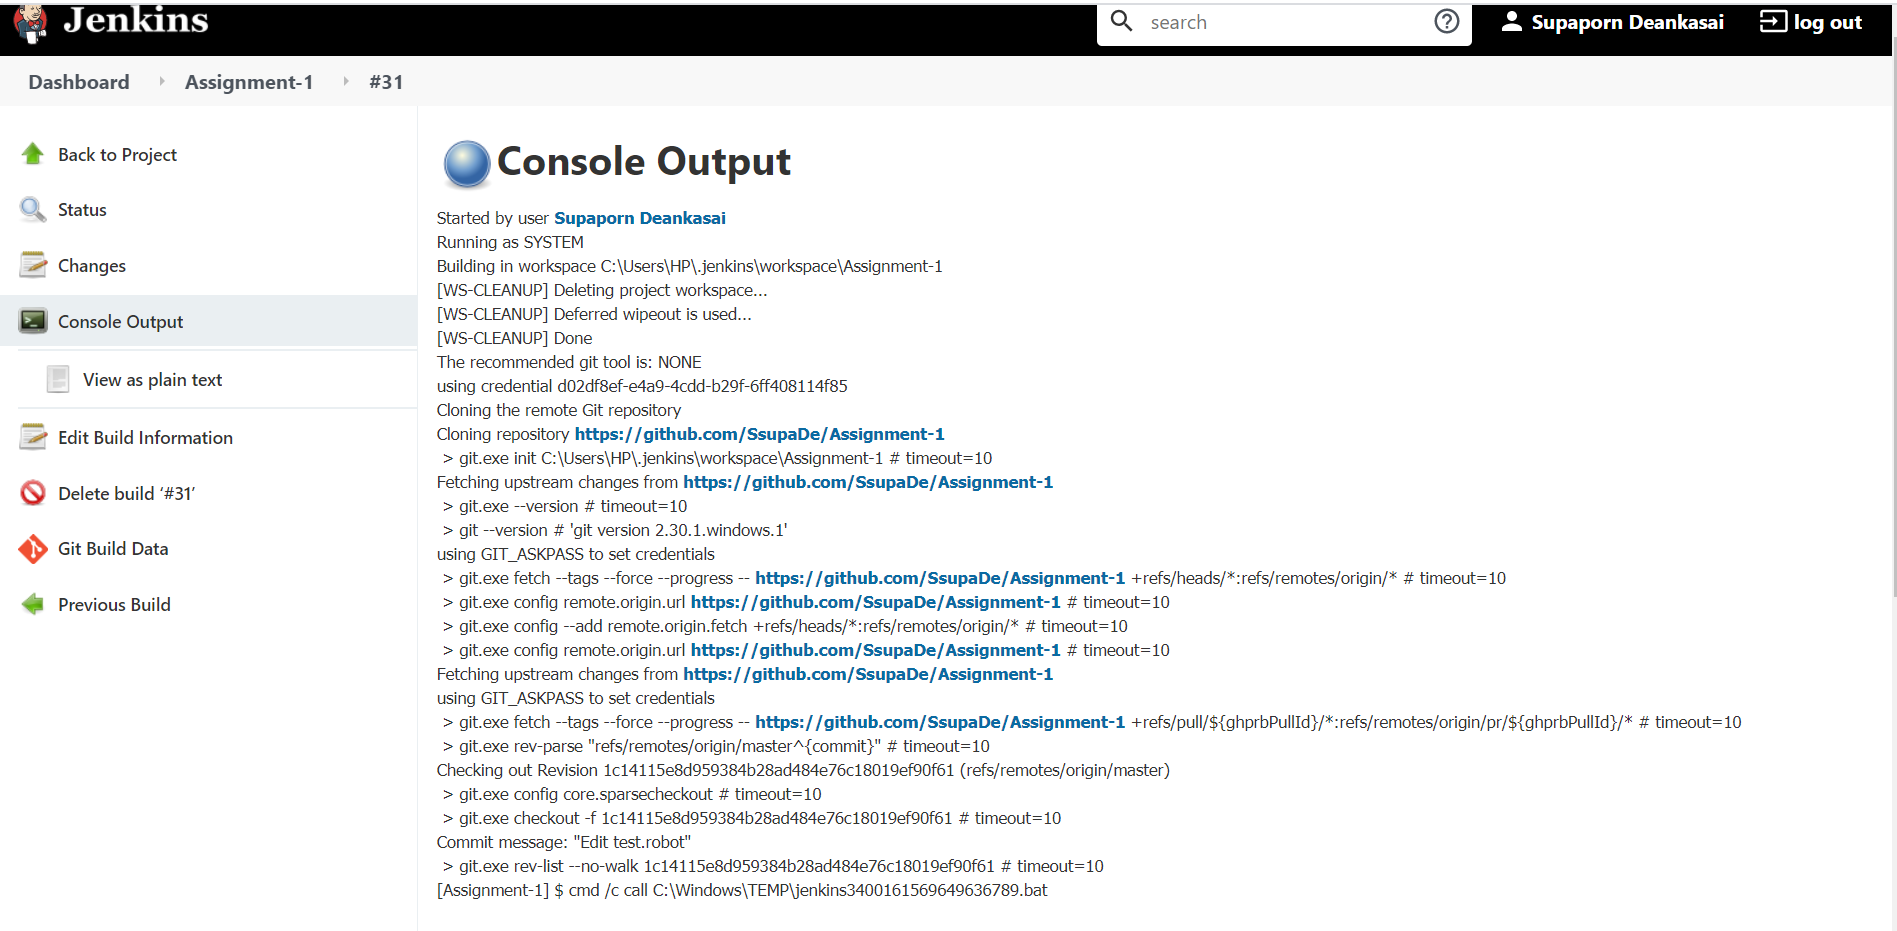 Jenkins
search
Supaporn Deankasai
log out
Dashboard
Assignment-1
#31
Back to Project
Status
Changes
Console Output
View as plain text
Edit Build Information
Delete build ‘#31’
Git Build Data
Previous Build
Console Output
Started by user Supaporn Deankasai
Running as SYSTEM
Building in workspace C:\Users\HP\.jenkins\workspace\Assignment-1
[WS-CLEANUP] Deleting project workspace...
[WS-CLEANUP] Deferred wipeout is used...
[WS-CLEANUP] Done
The recommended git tool is: NONE
using credential d02df8ef-e4a9-4cdd-b29f-6ff408114f85
Cloning the remote Git repository
Cloning repository https://github.com/SsupaDe/Assignment-1
> git.exe init C:\Users\HP\.jenkins\workspace\Assignment-1 # timeout=10
Fetching upstream changes from https://github.com/SsupaDe/Assignment-1
> git.exe --version # timeout=10
> git --version # 'git version 2.30.1.windows.1'
using GIT_ASKPASS to set credentials
> git.exe fetch --tags --force --progress -- https://github.com/SsupaDe/Assignment-1 +refs/heads/*:refs/remotes/origin/* # timeout=10
> git.exe config remote.origin.url https://github.com/SsupaDe/Assignment-1 # timeout=10
> git.exe config --add remote.origin.fetch +refs/heads/*:refs/remotes/origin/* # timeout=10
> git.exe config remote.origin.url https://github.com/SsupaDe/Assignment-1 # timeout=10
Fetching upstream changes from https://github.com/SsupaDe/Assignment-1
using GIT_ASKPASS to set credentials
> git.exe fetch --tags --force --progress -- https://github.com/SsupaDe/Assignment-1 +refs/pull/${ghprbPullId}/*:refs/remotes/origin/pr/${ghprbPullId}/* # timeout=10
> git.exe rev-parse "refs/remotes/origin/master^{commit}" # timeout=10
Checking out Revision 1c14115e8d959384b28ad484e76c18019ef90f61 (refs/remotes/origin/master)
> git.exe config core.sparsecheckout # timeout=10
> git.exe checkout -f 1c14115e8d959384b28ad484e76c18019ef90f61 # timeout=10
Commit message: "Edit test.robot"
> git.exe rev-list --no-walk 1c14115e8d959384b28ad484e76c18019ef90f61 # timeout=10
[Assignment-1] $ cmd /c call C:\Windows\TEMP\jenkins3400161569649636789.bat